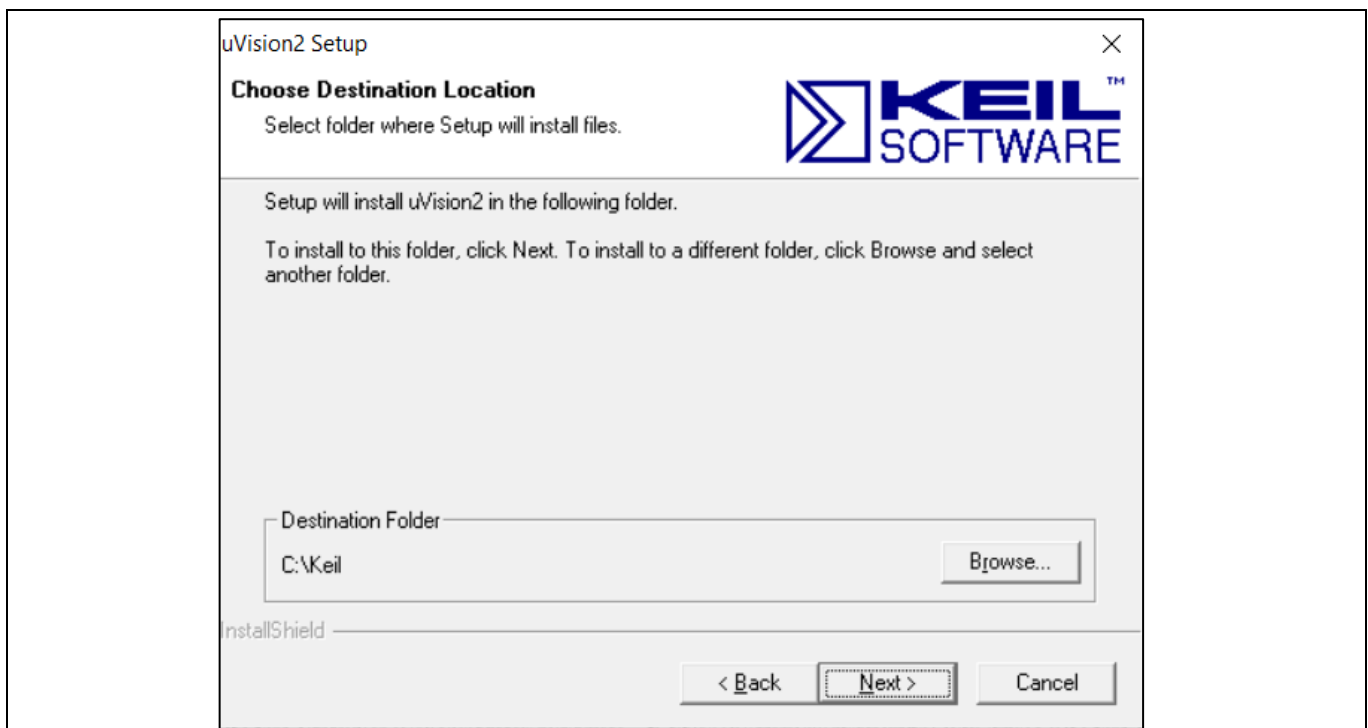 uVision2 Setup
Choose Destination Location
Select folder where Setup will install files.
KEIL™
SOFTWARE
Setup will install uVision2 in the following folder.
To install to this folder, click Next. To install to a different folder, click Browse and select
another folder.
Destination Folder
C:\Keil
Browse...
InstallShield
< Back
Next >
Cancel